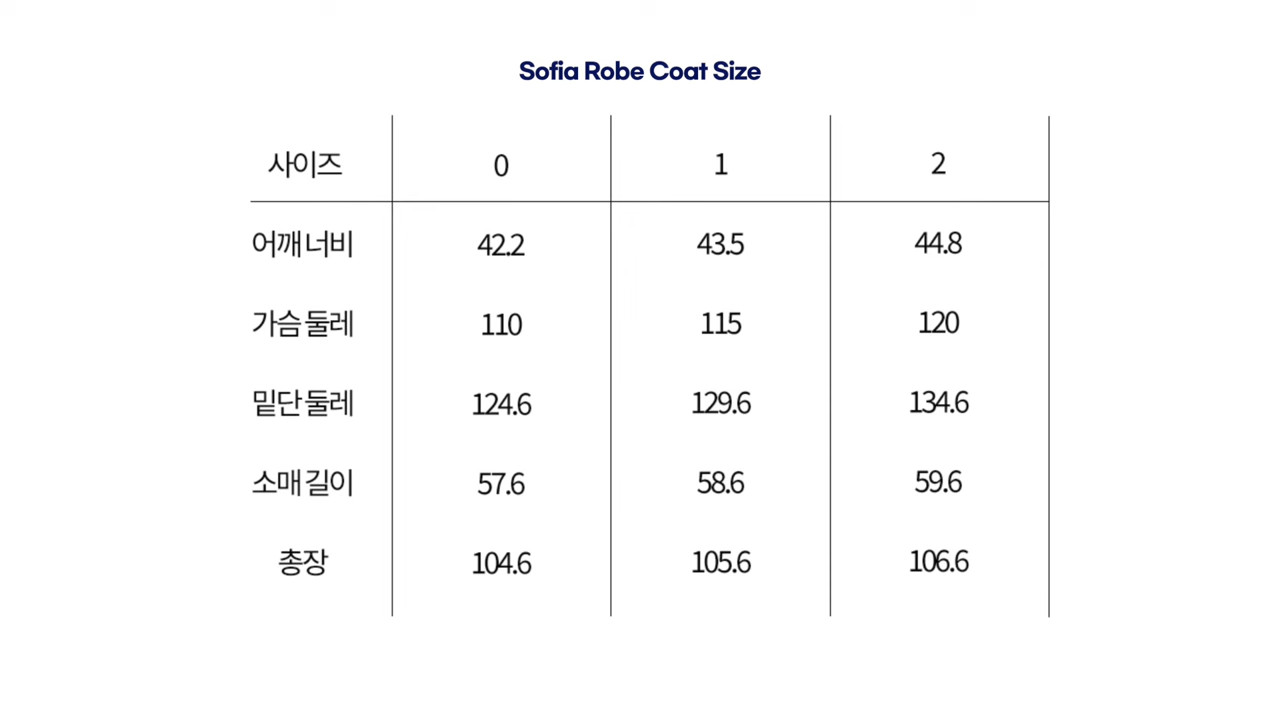 Sofia Robe Coat Size
사이즈 0 1 2
어깨너비 42.2 43.5 44.8
가슴둘레 110 115 120
밑단둘레 124.6 129.6 134.6
소매길이 57.6 58.6 59.6
총장 104.6 105.6 106.6